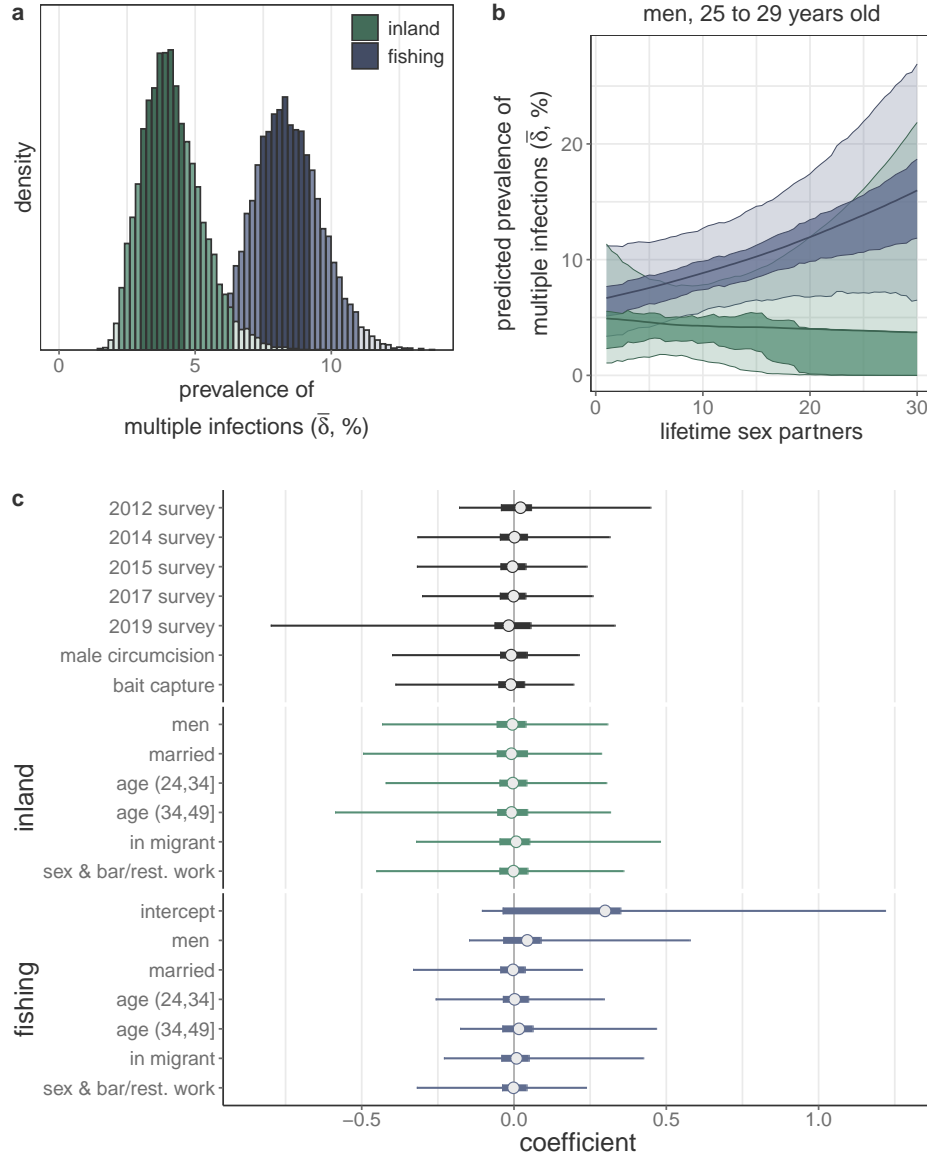 a
inland
fishing
density
0
5
10
prevalence of
multiple infections (δ̅, %)
b
men, 25 to 29 years old
predicted prevalence of
multiple infections (δ̅, %)
20
10
0
0
10
20
30
lifetime sex partners
c
2012 survey
2014 survey
2015 survey
2017 survey
2019 survey
male circumcision
bait capture
inland
men
married
age (24,34]
age (34,49]
in migrant
sex & bar/rest. work
fishing
intercept
men
married
age (24,34]
age (34,49]
in migrant
sex & bar/rest. work
−0.5
0.0
0.5
1.0
coefficient